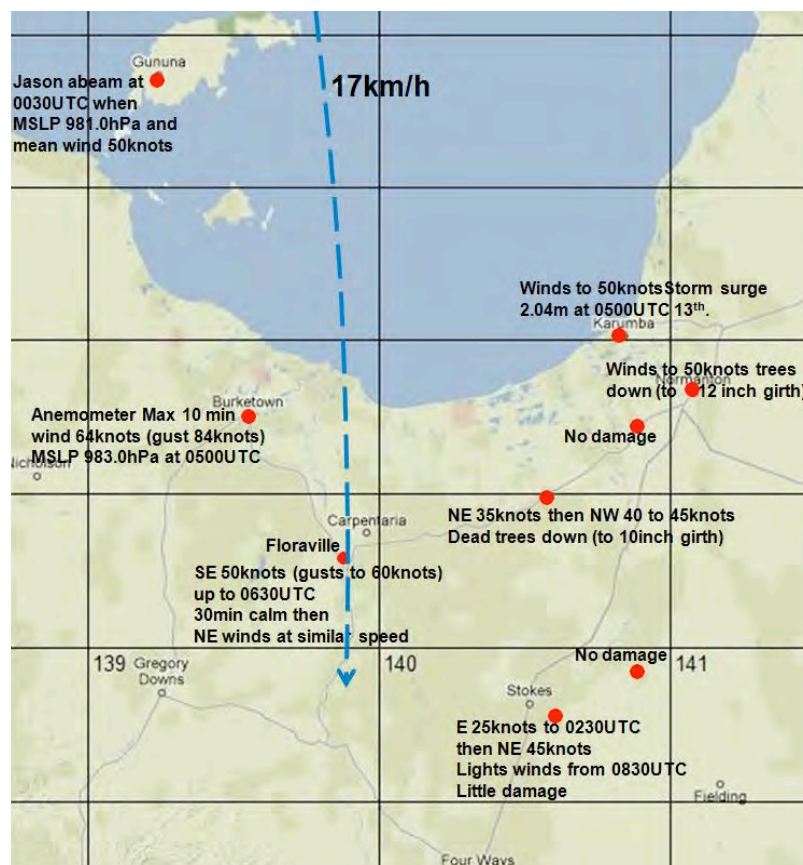 Gununa
Jason abeam at
0030UTC when
MSLP 981.0hPa and
mean wind 50knots
17km/h
Winds to 50knotsStorm surge
2.04m at 0500UTC 13th.
Karumba
Winds to 50knots trees
Normanton
down (to 12 inch girth)
No damage
Burketown
Anemometer Max 10 min
wind 64knots (gust 84knots)
MSLP 983.0hPa at 0500UTC
Nicholson
NE 35knots then NW 40 to 45knots
Dead trees down (to 10inch girth)
Carpentaria
Floraville
SE 50knots (gusts to 60knots)
up to 0630UTC
30min calm then
NE winds at similar speed
139
140
141
Gregory
Downs
No damage
Stokes
E 25knots to 0230UTC
then NE 45knots
Lights winds from 0830UTC
Little damage
Fielding
Four Ways